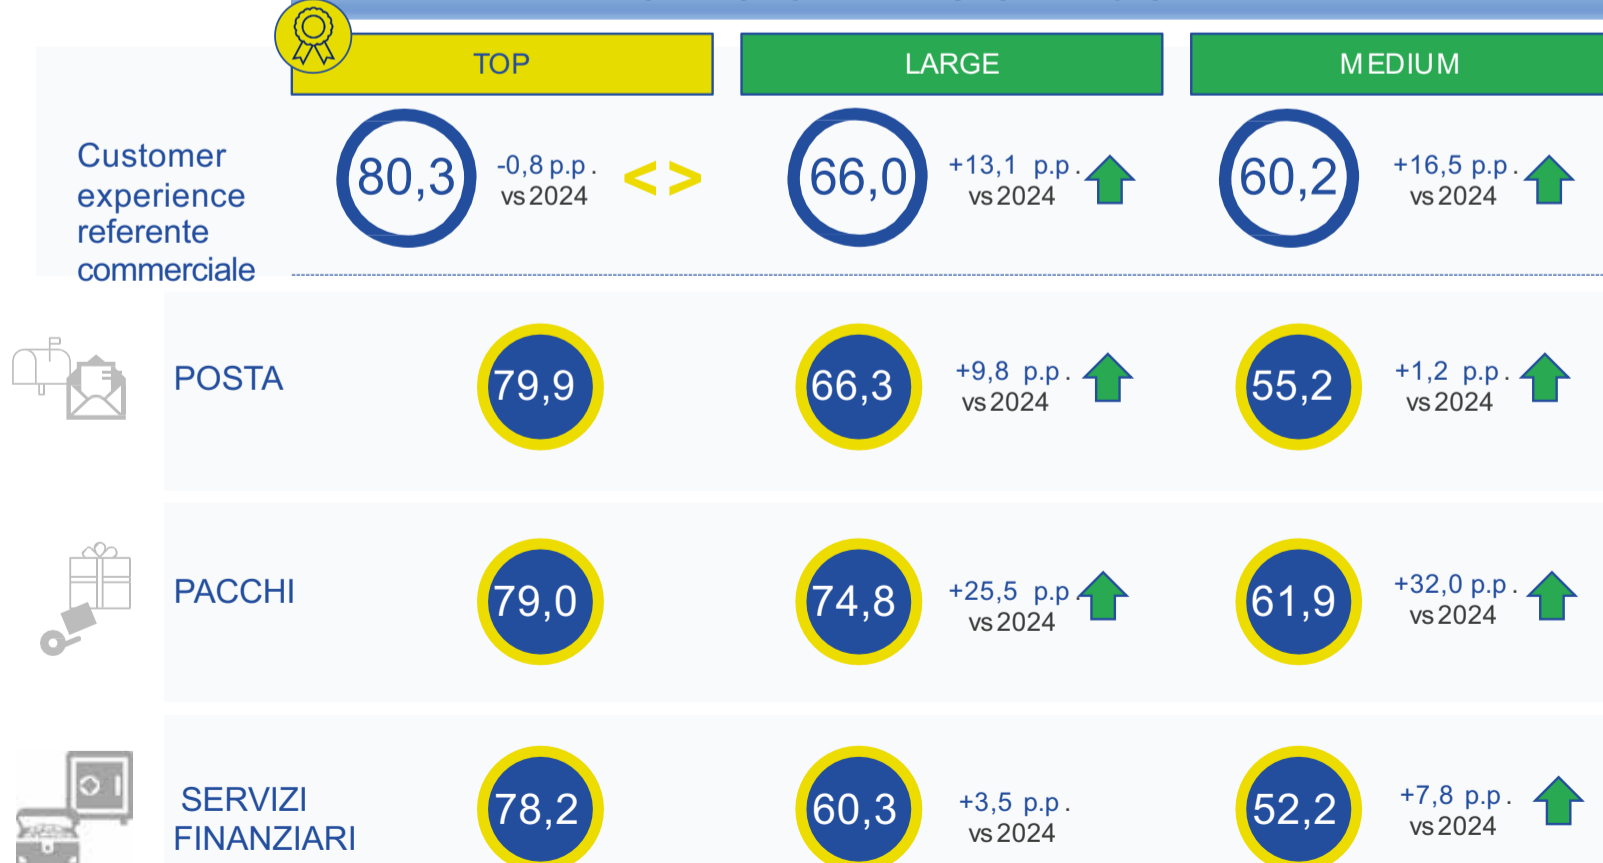 TOP
LARGE
MEDIUM
Customer
experience
referente
commerciale
80,3
-0,8 p.p.
vs 2024
< >
66,0
+13,1 p.p.
vs 2024
60,2
+16,5 p.p.
vs 2024
POSTA
79,9
66,3
+9,8 p.p.
vs 2024
55,2
+1,2 p.p.
vs 2024
PACCHI
79,0
74,8
+25,5 p.p.
vs 2024
61,9
+32,0 p.p.
vs 2024
SERVIZI
FINANZIARI
78,2
60,3
+3,5 p.p.
vs 2024
52,2
+7,8 p.p.
vs 2024